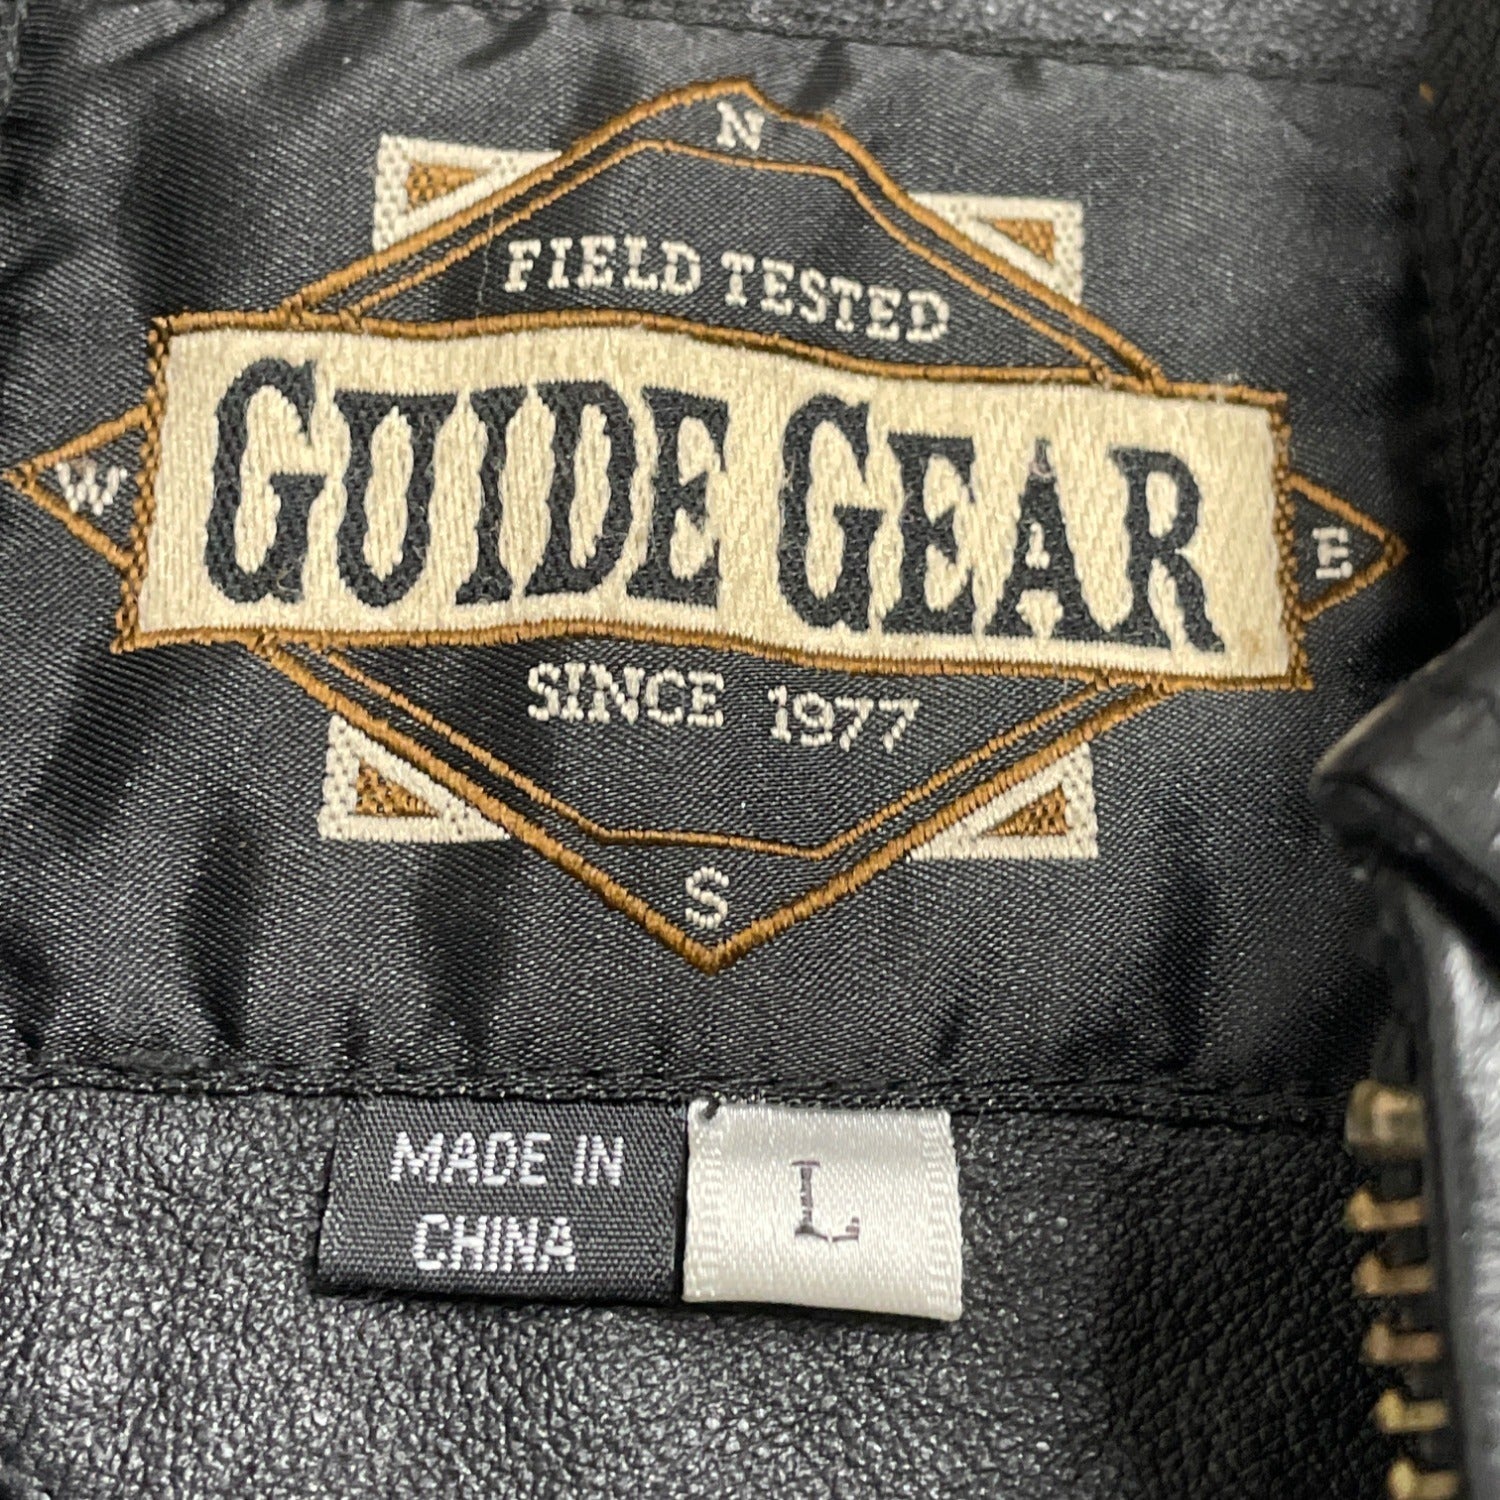 N
FIELD TESTED
W
GUIDE GEAR
E
SINCE 1977
S
MADE IN
CHINA
L